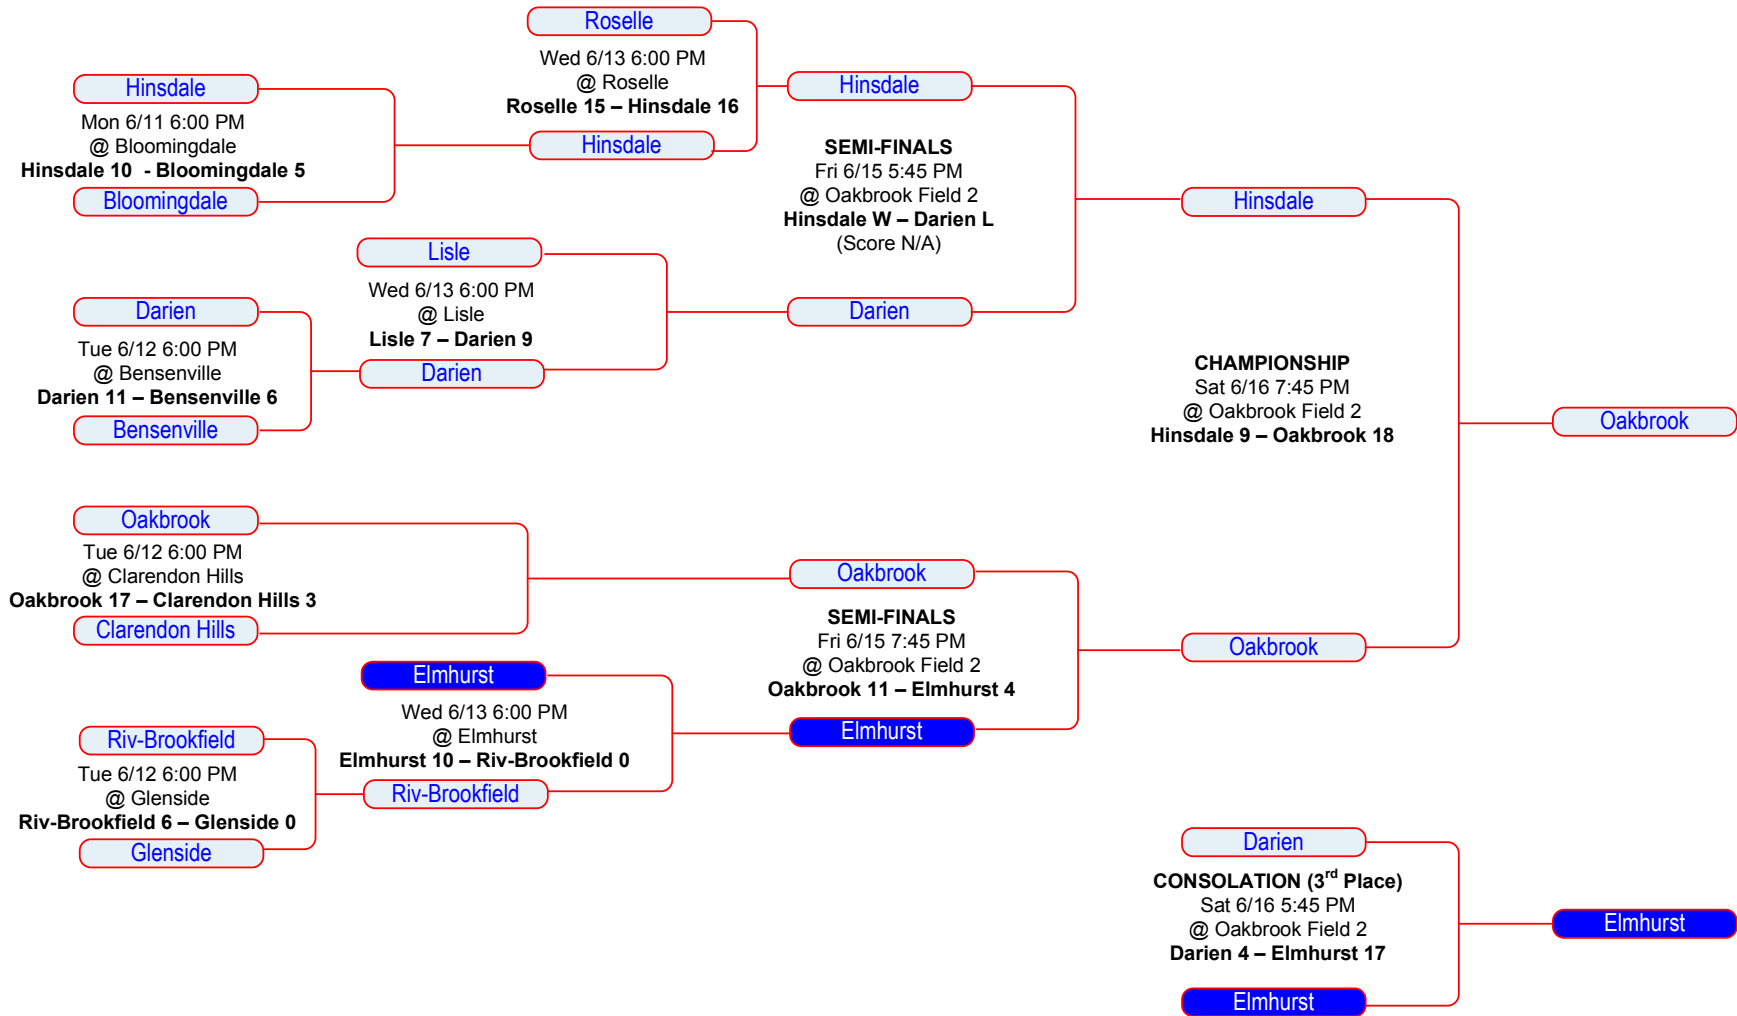 Roselle
Wed 6/13 6:00 PM
@ Roselle
Roselle 15 – Hinsdale 16
Hinsdale
Hinsdale
Mon 6/11 6:00 PM
@ Bloomingdale
Hinsdale 10  - Bloomingdale 5
Bloomingdale
Hinsdale
SEMI-FINALS
Fri 6/15 5:45 PM
@ Oakbrook Field 2
Hinsdale W – Darien L
(Score N/A)
Darien
Lisle
Wed 6/13 6:00 PM
@ Lisle
Lisle 7 – Darien 9
Darien
Darien
Tue 6/12 6:00 PM
@ Bensenville
Darien 11 – Bensenville 6
Bensenville
Hinsdale
CHAMPIONSHIP
Sat 6/16 7:45 PM
@ Oakbrook Field 2
Hinsdale 9 – Oakbrook 18
Oakbrook
Oakbrook
Oakbrook
Tue 6/12 6:00 PM
@ Clarendon Hills
Oakbrook 17 – Clarendon Hills 3
Clarendon Hills
Oakbrook
SEMI-FINALS
Fri 6/15 7:45 PM
@ Oakbrook Field 2
Oakbrook 11 – Elmhurst 4
Elmhurst
Elmhurst
Wed 6/13 6:00 PM
@ Elmhurst
Elmhurst 10 – Riv-Brookfield 0
Riv-Brookfield
Riv-Brookfield
Tue 6/12 6:00 PM
@ Glenside
Riv-Brookfield 6 – Glenside 0
Glenside
Darien
CONSOLATION (3rd Place)
Sat 6/16 5:45 PM
@ Oakbrook Field 2
Darien 4 – Elmhurst 17
Elmhurst
Elmhurst